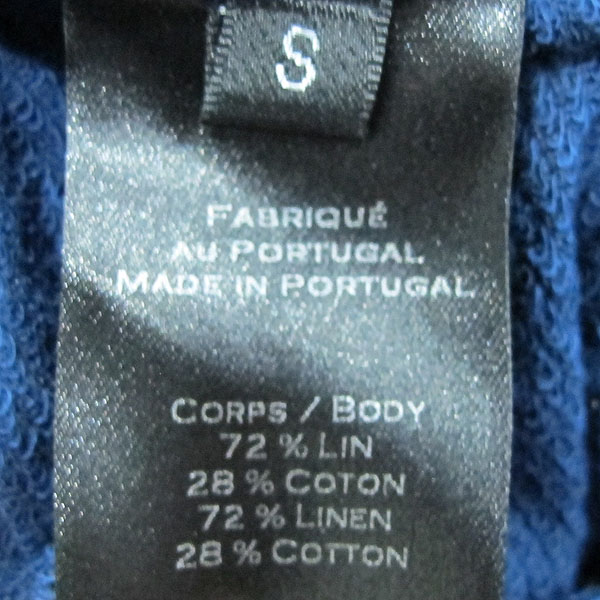 S
FABRIQUÉ
AU PORTUGAL
MADE IN PORTUGAL
CORPS / BODY
72 % LIN
28 % COTON
72 % LINEN
28 % COTTON